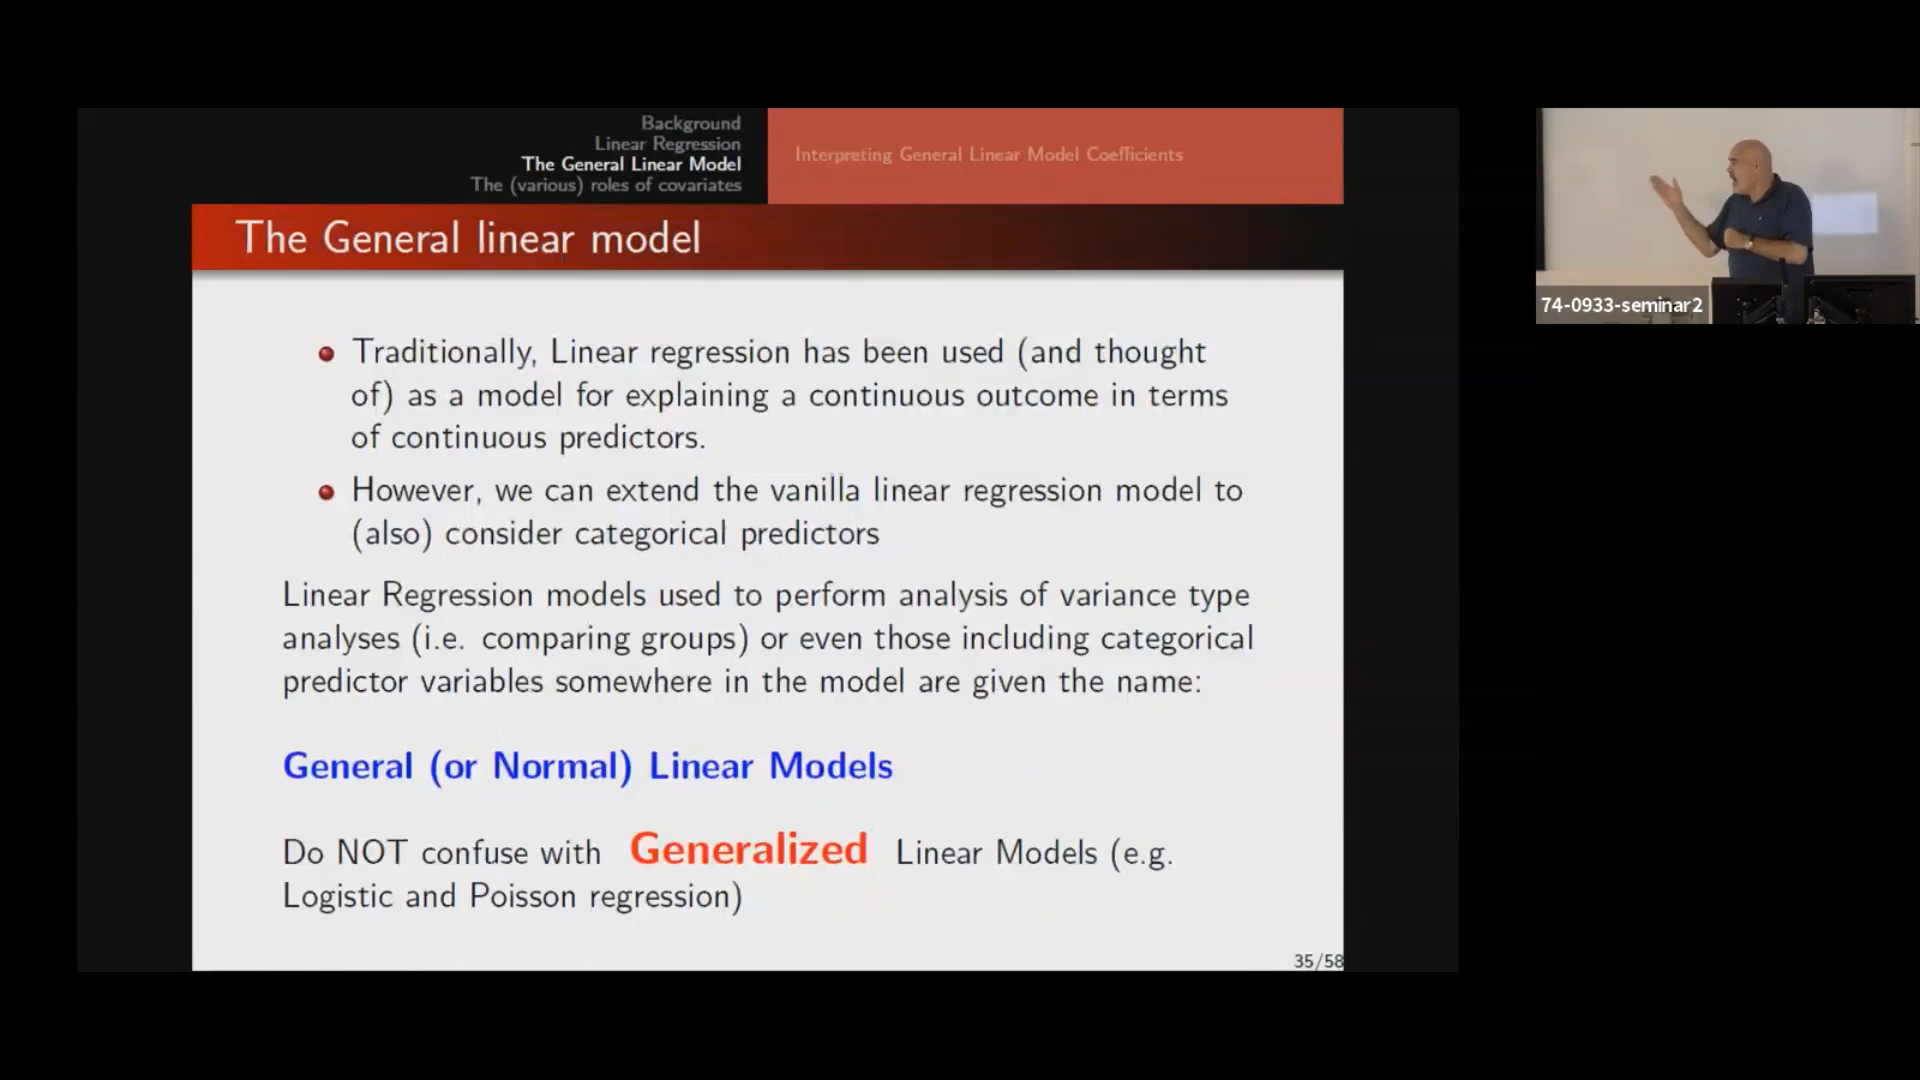 Background
Linear Regression
The General Linear Model
The (various) roles of covariates
Interpreting General Linear Model Coefficients
The General linear model
Traditionally, Linear regression has been used (and thought
of) as a model for explaining a continuous outcome in terms
of continuous predictors.
However, we can extend the vanilla linear regression model to
(also) consider categorical predictors
Linear Regression models used to perform analysis of variance type
analyses (i.e. comparing groups) or even those including categorical
predictor variables somewhere in the model are given the name:
General (or Normal) Linear Models
Do NOT confuse with Generalized Linear Models (e.g.
Logistic and Poisson regression)
35/58
74-0933-seminar2